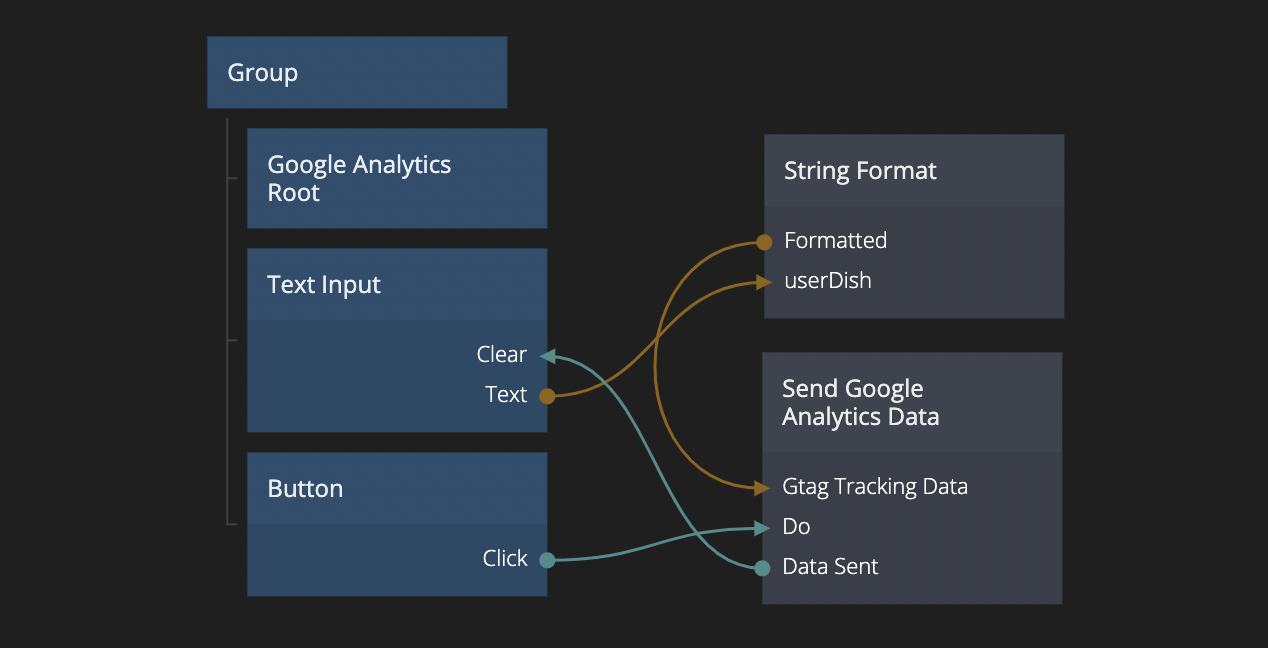 Group
Google Analytics
Root
Text Input
Clear
Text
Button
Click
String Format
Formatted
userDish
Send Google
Analytics Data
Gtag Tracking Data
Do
Data Sent